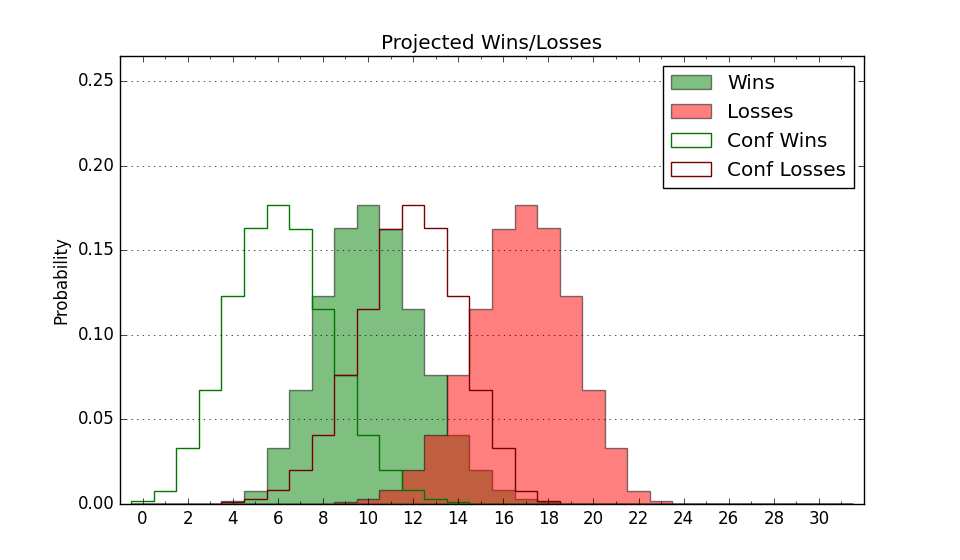 Projected Wins/Losses
0.25
0.20
0.15
0.10
0.05
0.00
Probability
Wins
Losses
Conf Wins
Conf Losses
0 2 4 6 8 10 12 14 16 18 20 22 24 26 28 30